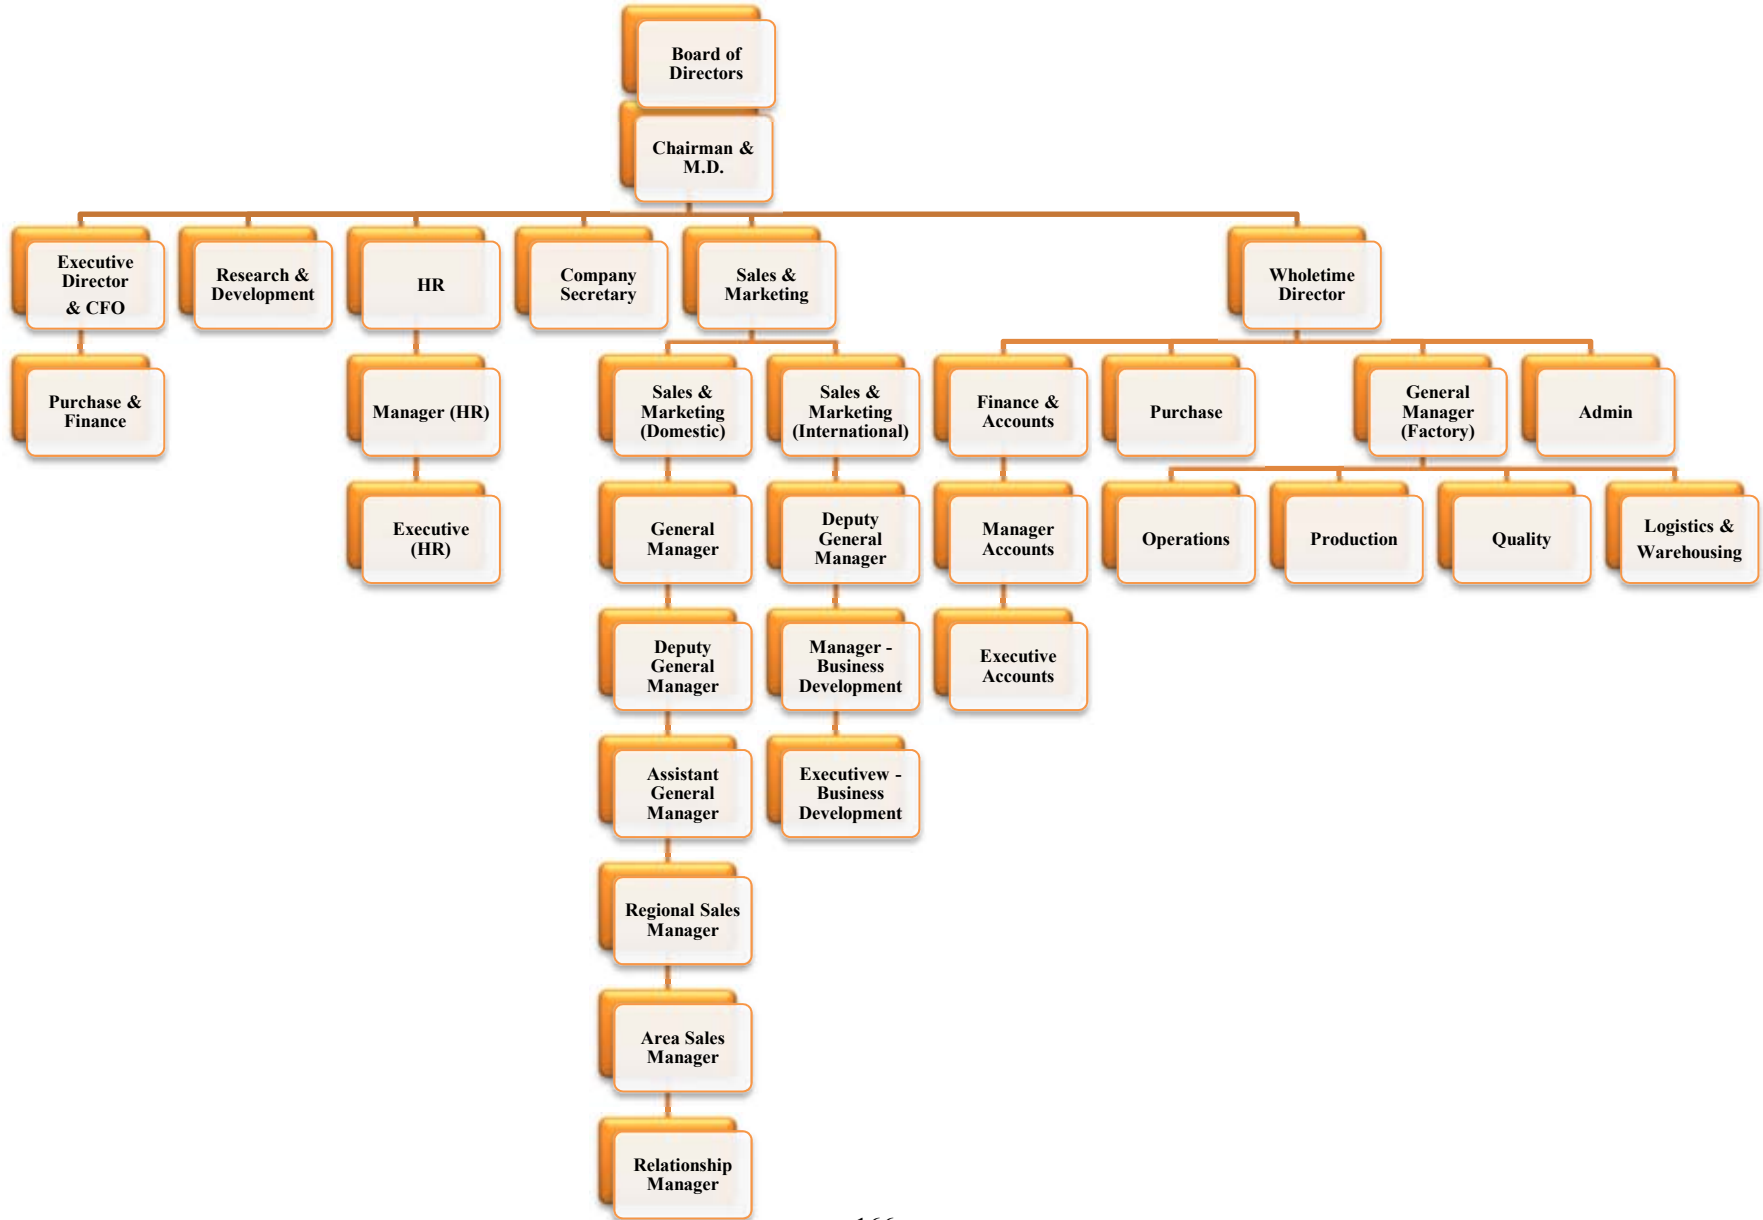 Board of
Directors
Chairman &
M.D.
Executive
Director
& CFO
Research &
Development
HR
Company
Secretary
Sales &
Marketing
Wholetime
Director
Purchase &
Finance
Manager (HR)
Sales &
Marketing
(Domestic)
Sales &
Marketing
(International)
Finance &
Accounts
Purchase
General
Manager
(Factory)
Admin
Executive
(HR)
General
Manager
Deputy
General
Manager
Manager
Accounts
Operations
Production
Quality
Logistics &
Warehousing
Deputy
General
Manager
Manager -
Business
Development
Executive
Accounts
Assistant
General
Manager
Executivew -
Business
Development
Regional Sales
Manager
Area Sales
Manager
Relationship
Manager